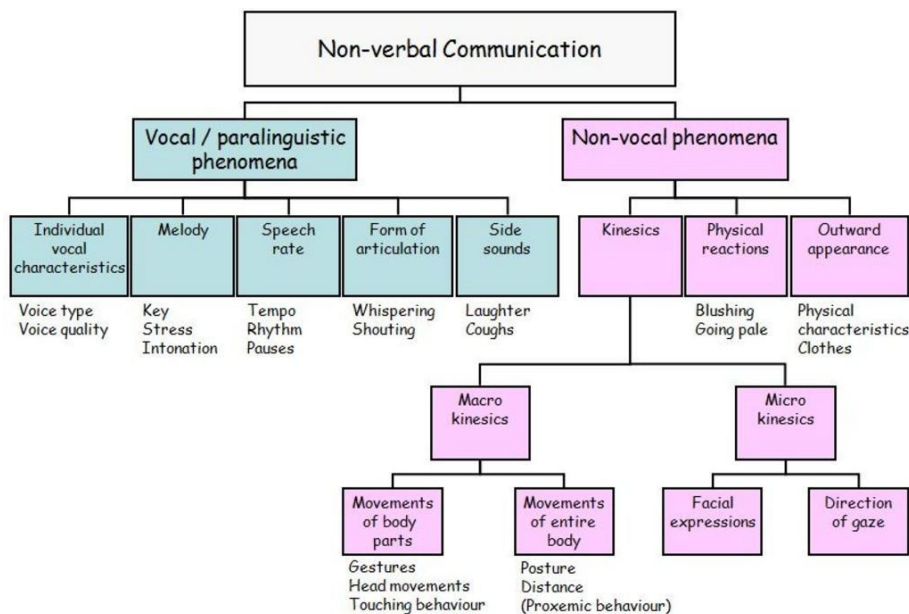 Non-verbal Communication
Vocal / paralinguistic
phenomena
Non-vocal phenomena
Individual
vocal
characteristics
Melody
Speech
rate
Form of
articulation
Side
sounds
Kinesics
Physical
reactions
Outward
appearance
Voice type
Voice quality
Key
Stress
Intonation
Tempo
Rhythm
Pauses
Whispering
Shouting
Laughter
Coughs
Blushing
Going pale
Physical
characteristics
Clothes
Macro
kinesics
Micro
kinesics
Movements
of body
parts
Movements
of entire
body
Facial
expressions
Direction
of gaze
Gestures
Head movements
Touching behaviour
Posture
Distance
(Proxemic behaviour)